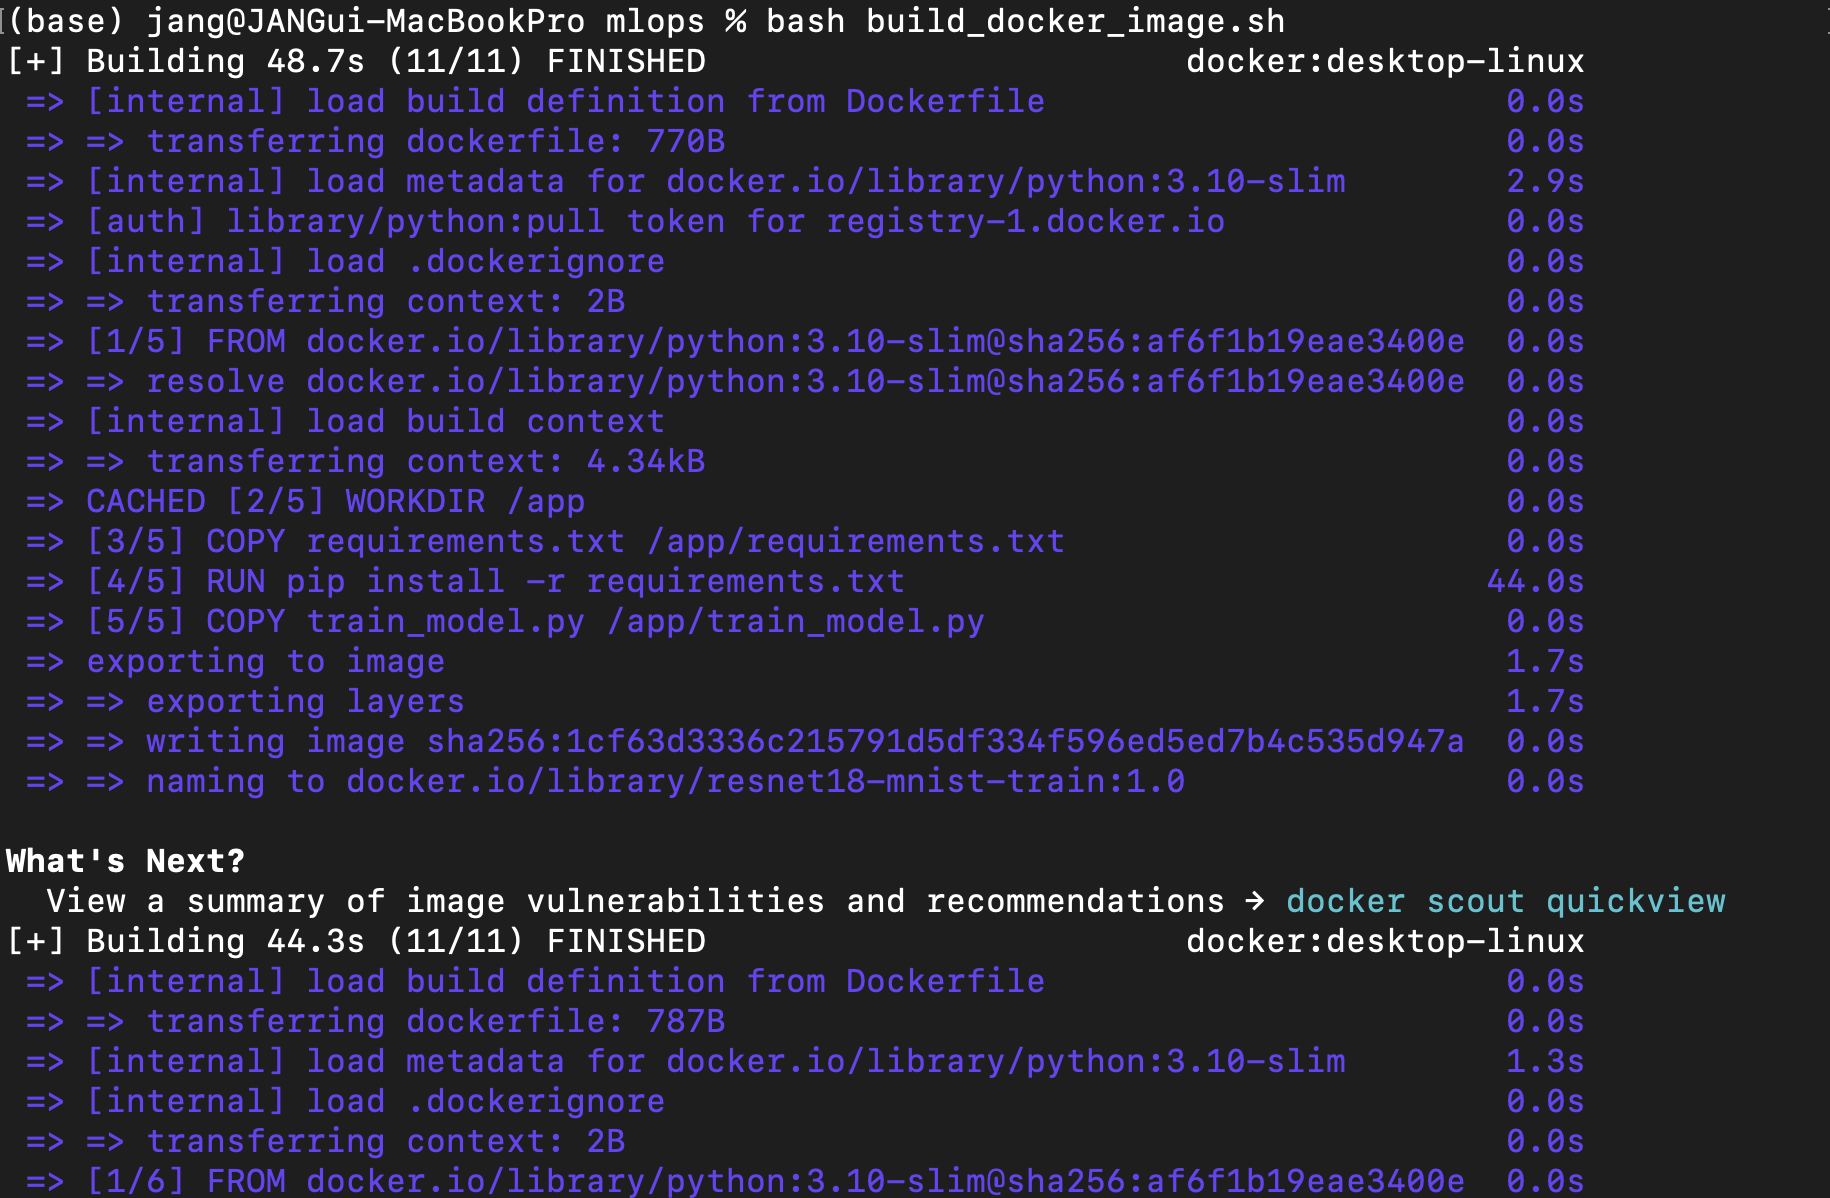 (base) jang@JANGui-MacBookPro mlops % bash build_docker_image.sh
[+] Building 48.7s (11/11) FINISHED docker:desktop-linux
=> [internal] load build definition from Dockerfile 0.0s
=> => transferring dockerfile: 770B 0.0s
=> [internal] load metadata for docker.io/library/python:3.10-slim 2.9s
=> [auth] library/python:pull token for registry-1.docker.io 0.0s
=> [internal] load .dockerignore 0.0s
=> => transferring context: 2B 0.0s
=> [1/5] FROM docker.io/library/python:3.10-slim@sha256:af6f1b19eae3400e 0.0s
=> => resolve docker.io/library/python:3.10-slim@sha256:af6f1b19eae3400e 0.0s
=> [internal] load build context 0.0s
=> => transferring context: 4.34kB 0.0s
=> CACHED [2/5] WORKDIR /app 0.0s
=> [3/5] COPY requirements.txt /app/requirements.txt 0.0s
=> [4/5] RUN pip install -r requirements.txt 44.0s
=> [5/5] COPY train_model.py /app/train_model.py 0.0s
=> exporting to image 1.7s
=> => exporting layers 1.7s
=> => writing image sha256:1cf63d3336c215791d5df334f596ed5ed7b4c535d947a 0.0s
=> => naming to docker.io/library/resnet18-mnist-train:1.0 0.0s
What's Next?
View a summary of image vulnerabilities and recommendations → docker scout quickview
[+] Building 44.3s (11/11) FINISHED docker:desktop-linux
=> [internal] load build definition from Dockerfile 0.0s
=> => transferring dockerfile: 787B 0.0s
=> [internal] load metadata for docker.io/library/python:3.10-slim 1.3s
=> [internal] load .dockerignore 0.0s
=> => transferring context: 2B 0.0s
=> [1/6] FROM docker.io/library/python:3.10-slim@sha256:af6f1b19eae3400e 0.0s